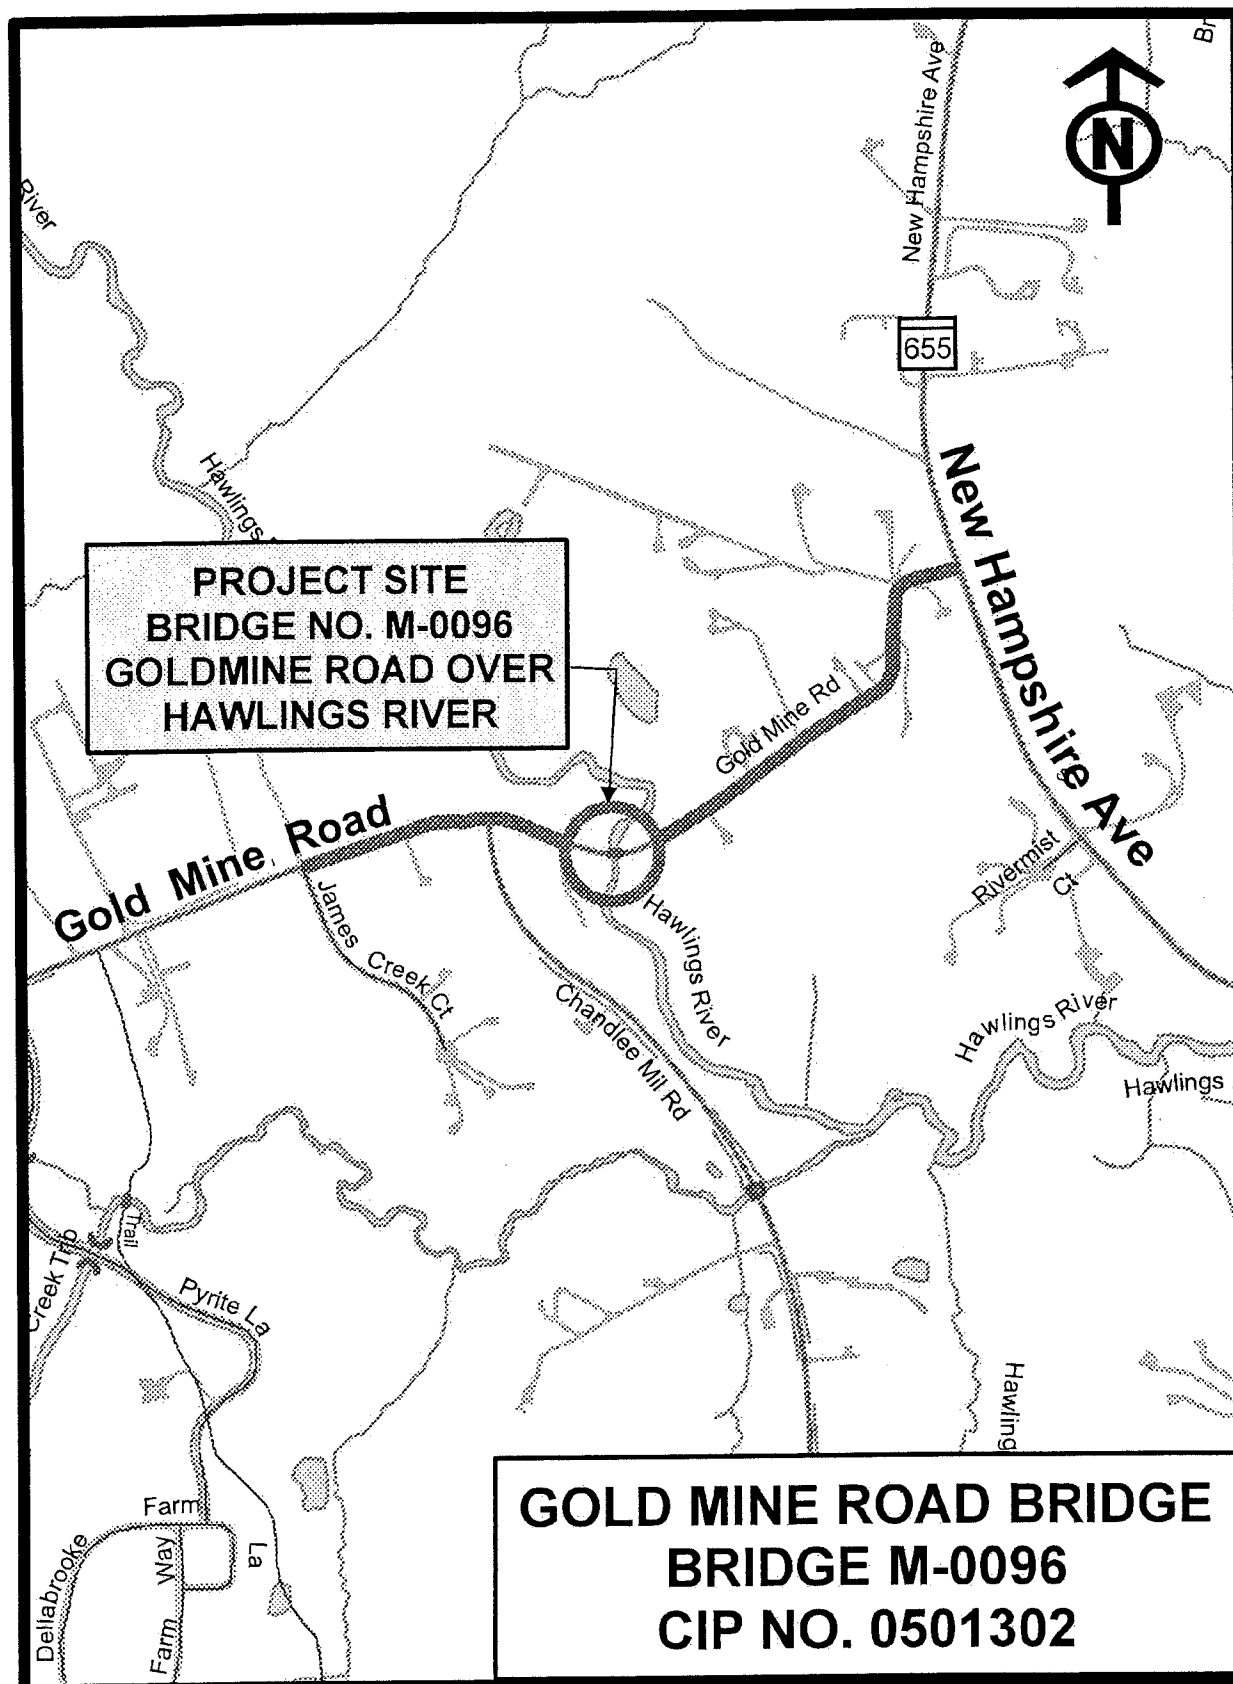 Br
New Hampshire Ave
N
River
655
New Hampshire Ave
Hawlings
PROJECT SITE
BRIDGE NO. M-0096
GOLDMINE ROAD OVER
HAWLINGS RIVER
Gold Mine Rd
Gold Mine Road
Rivermist
Ct
James Creek Ct
Hawlings River
Chandlee Mil Rd
Hawlings River
Hawlings
Trail
Creek Trib
Pyrite La
Hawling
Farm
La
Way
Dellabrooke
Farm
GOLD MINE ROAD BRIDGE
BRIDGE M-0096
CIP NO. 0501302